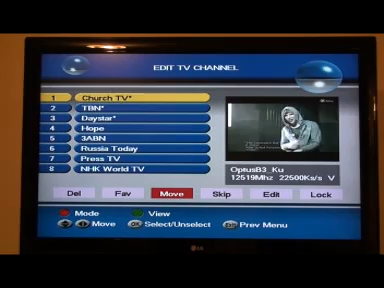 EDIT TV CHANNEL
1 Church TV*
2 TBN*
3 Daystar*
4 Hope
5 3ABN
6 Russia Today
7 Press TV
8 NHK World TV
OptusB3_Ku
12519Mhz 22500Ks/s V
Del Fav Move Skip Edit Lock
Mode View
Move OK Select/Unselect Prev Menu
LG